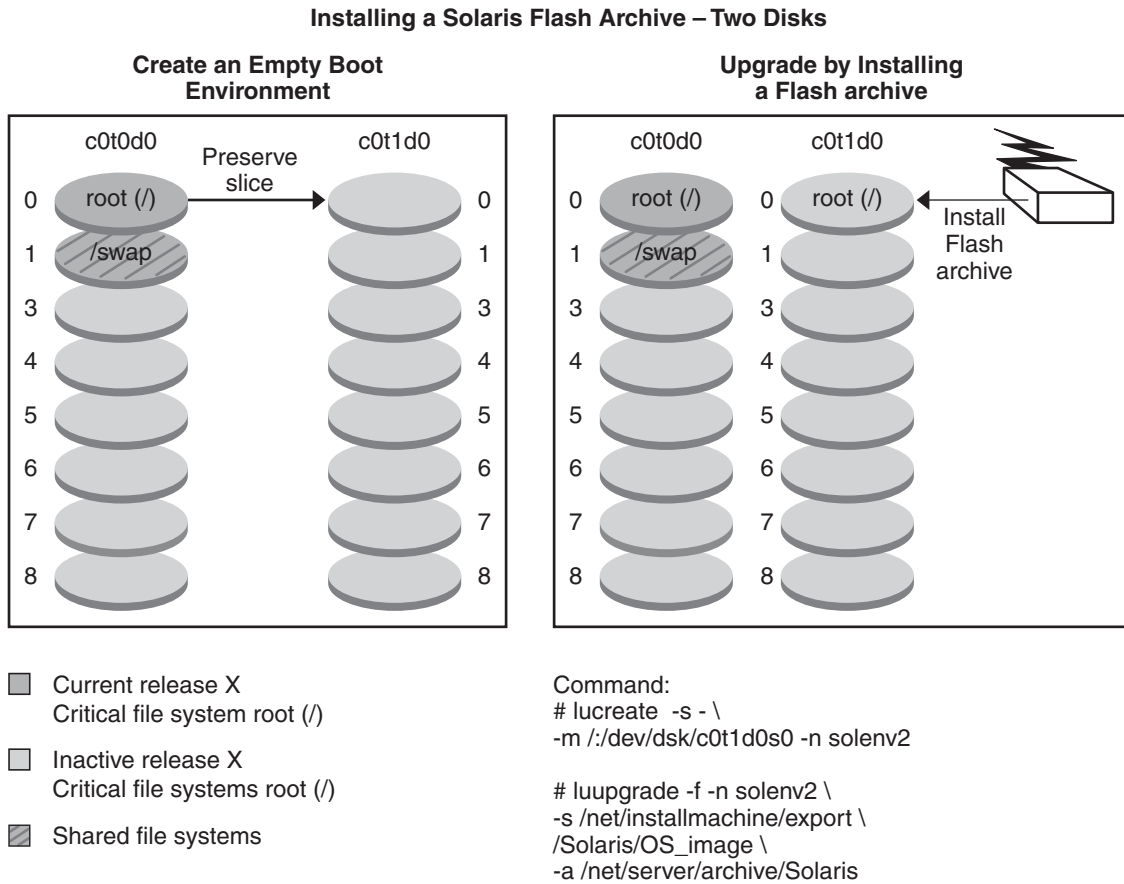 Installing a Solaris Flash Archive – Two Disks
Create an Empty Boot
Environment
c0t0d0
c0t1d0
Preserve
slice
0
root (/)
0
1
/swap
1
3
3
4
4
5
5
6
6
7
7
8
8
Upgrade by Installing
a Flash archive
c0t0d0
c0t1d0
0
root (/)
0
root (/)
Install
Flash
archive
1
/swap
1
3
3
4
4
5
5
6
6
7
7
8
8
Current release X
Critical file system root (/)
Inactive release X
Critical file systems root (/)
Shared file systems
Command:
# lucreate -s - \
-m /:/dev/dsk/c0t1d0s0 -n solenv2
# luupgrade -f -n solenv2 \
-s /net/installmachine/export \
/Solaris/OS_image \
-a /net/server/archive/Solaris